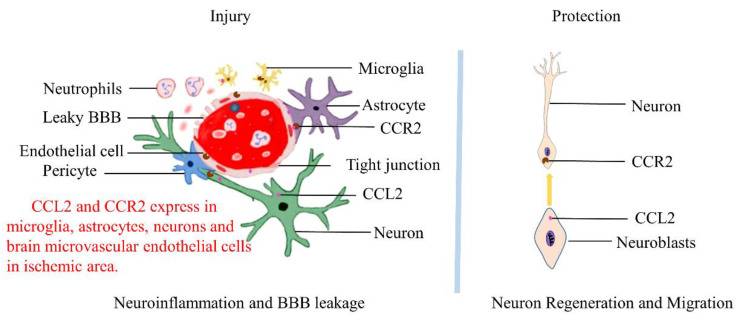 Injury
Protection
Microglia
Neutrophils
Astrocyte
Leaky BBB
CCR2
Endothelial cell
Tight junction
Pericyte
CCL2
CCL2 and CCR2 express in
microglia, astrocytes, neurons and
brain microvascular endothelial cells
in ischemic area.
Neuron
Neuroinflammation and BBB leakage
Neuron
CCR2
CCL2
Neuroblasts
Neuron Regeneration and Migration